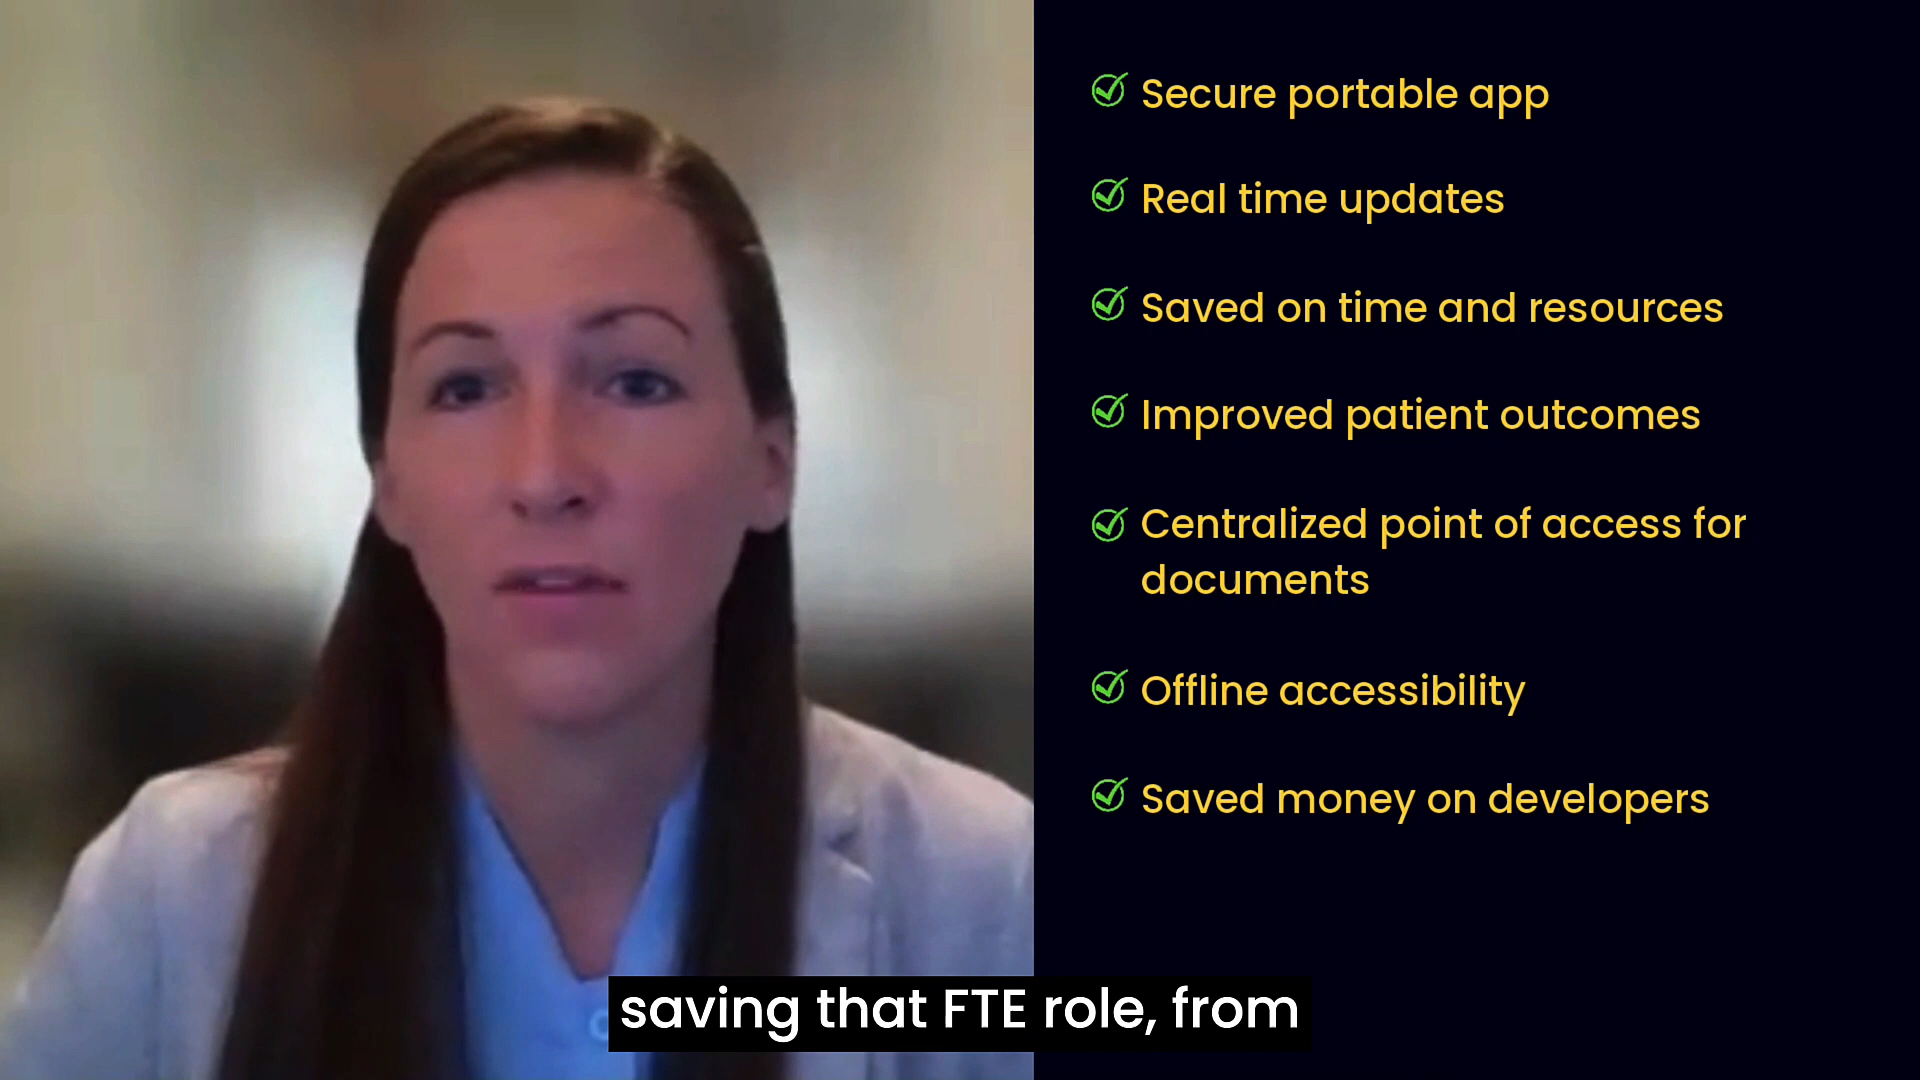 Secure portable app
Real time updates
Saved on time and resources
Improved patient outcomes
Centralized point of access for
documents
Offline accessibility
Saved money on developers
saving that FTE role, from